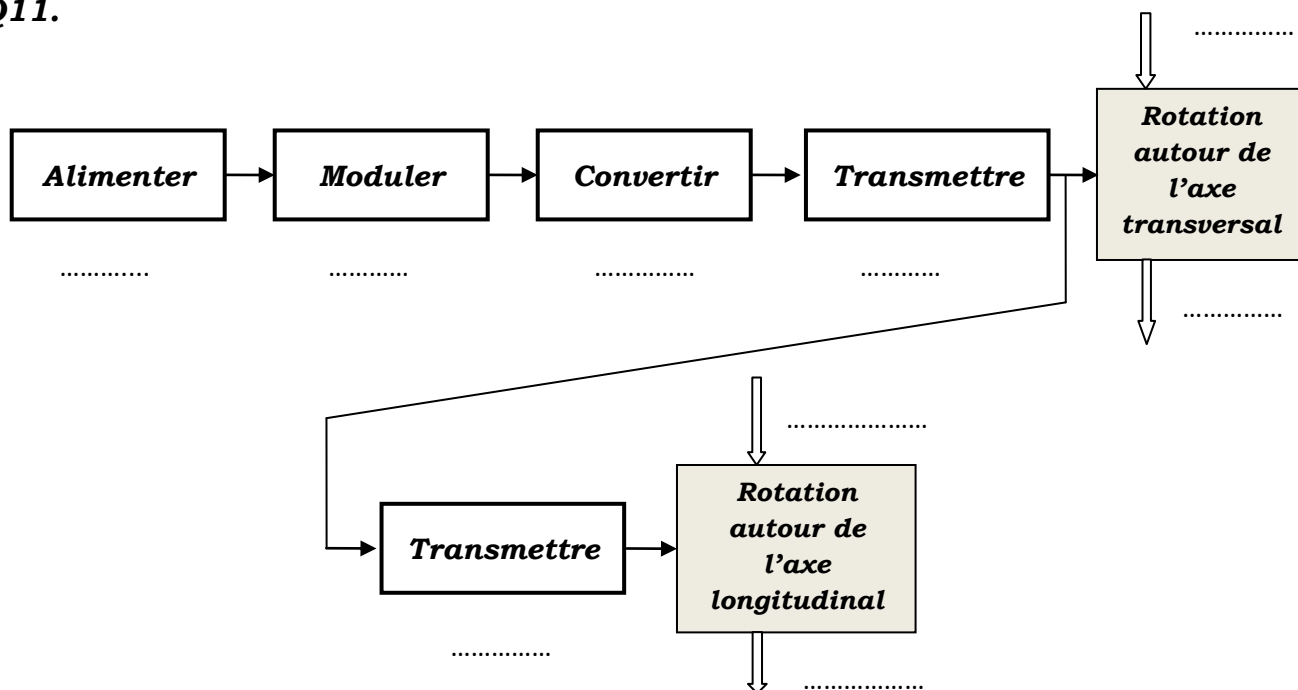 Q11.
……………
Rotation
autour de
l’axe
transversal
Alimenter
Moduler
Convertir
Transmettre
……….…
…………
……………
…………
……………
…………………
Rotation
autour de
l’axe
longitudinal
Transmettre
……………
………………